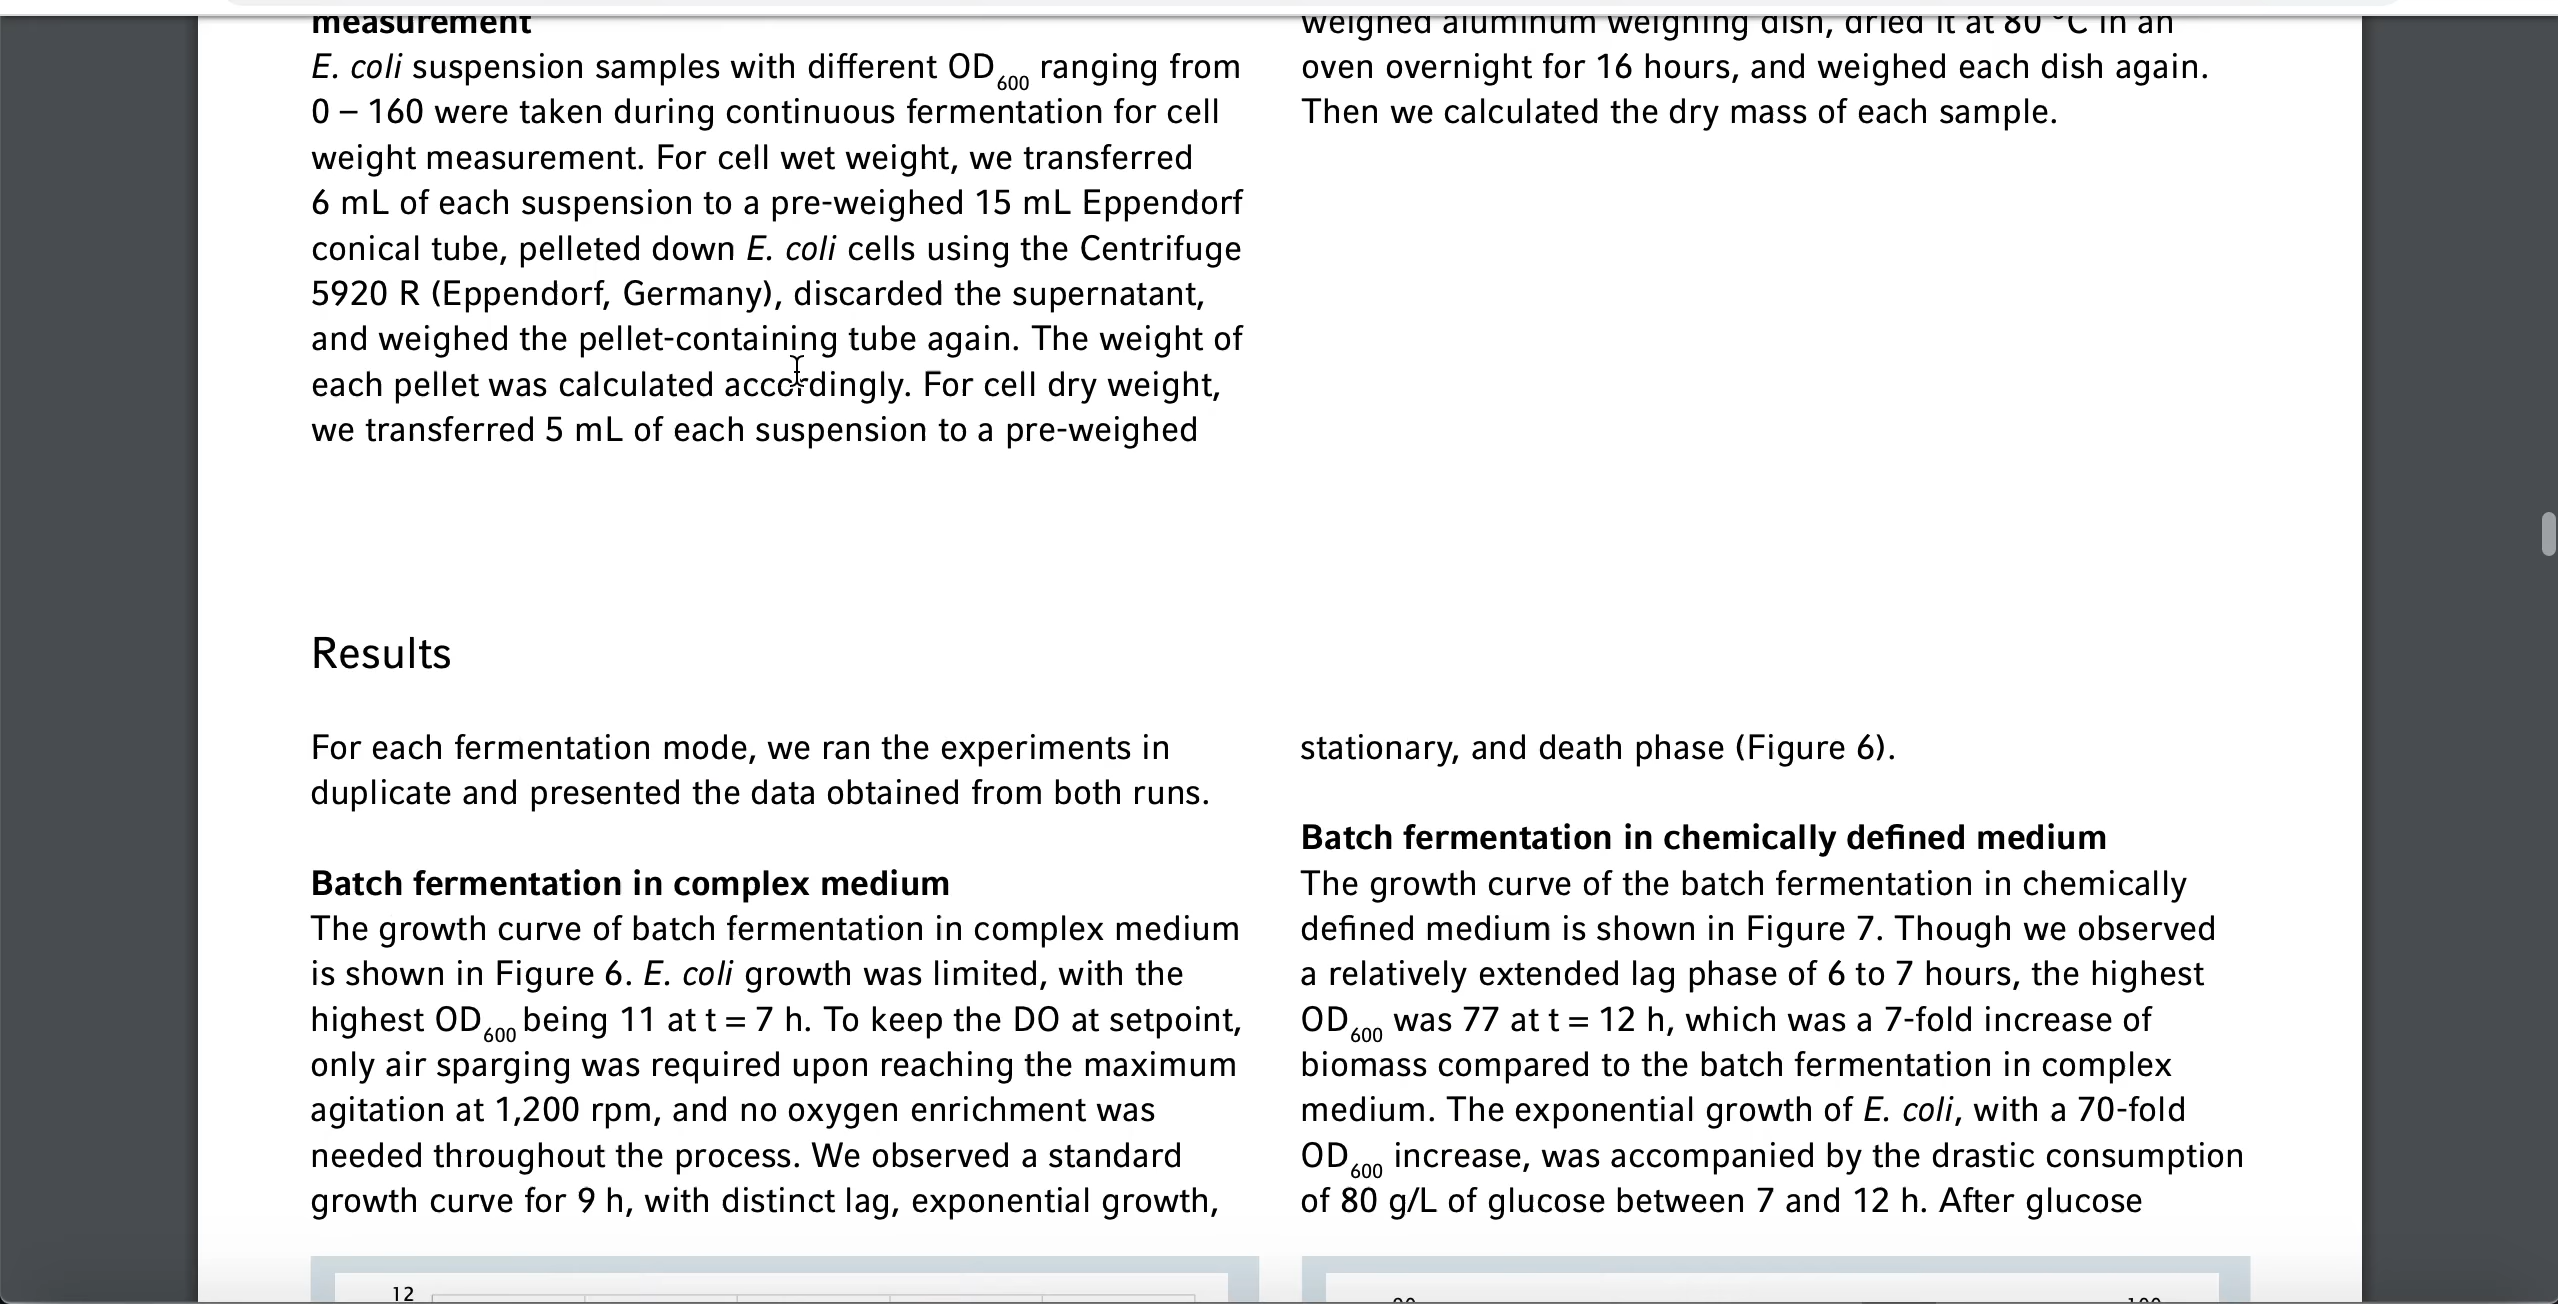 measurement
E. coli suspension samples with different OD600 ranging from
0 – 160 were taken during continuous fermentation for cell
weight measurement. For cell wet weight, we transferred
6 mL of each suspension to a pre-weighed 15 mL Eppendorf
conical tube, pelleted down E. coli cells using the Centrifuge
5920 R (Eppendorf, Germany), discarded the supernatant,
and weighed the pellet-containing tube again. The weight of
each pellet was calculated accordingly. For cell dry weight,
we transferred 5 mL of each suspension to a pre-weighed
weighed aluminum weighing dish, dried it at 80 °C in an
oven overnight for 16 hours, and weighed each dish again.
Then we calculated the dry mass of each sample.
Results
For each fermentation mode, we ran the experiments in
duplicate and presented the data obtained from both runs.
Batch fermentation in complex medium
The growth curve of batch fermentation in complex medium
is shown in Figure 6. E. coli growth was limited, with the
highest OD600 being 11 at t = 7 h. To keep the DO at setpoint,
only air sparging was required upon reaching the maximum
agitation at 1,200 rpm, and no oxygen enrichment was
needed throughout the process. We observed a standard
growth curve for 9 h, with distinct lag, exponential growth,
stationary, and death phase (Figure 6).
Batch fermentation in chemically defined medium
The growth curve of the batch fermentation in chemically
defined medium is shown in Figure 7. Though we observed
a relatively extended lag phase of 6 to 7 hours, the highest
OD600 was 77 at t = 12 h, which was a 7-fold increase of
biomass compared to the batch fermentation in complex
medium. The exponential growth of E. coli, with a 70-fold
OD600 increase, was accompanied by the drastic consumption
of 80 g/L of glucose between 7 and 12 h. After glucose
12